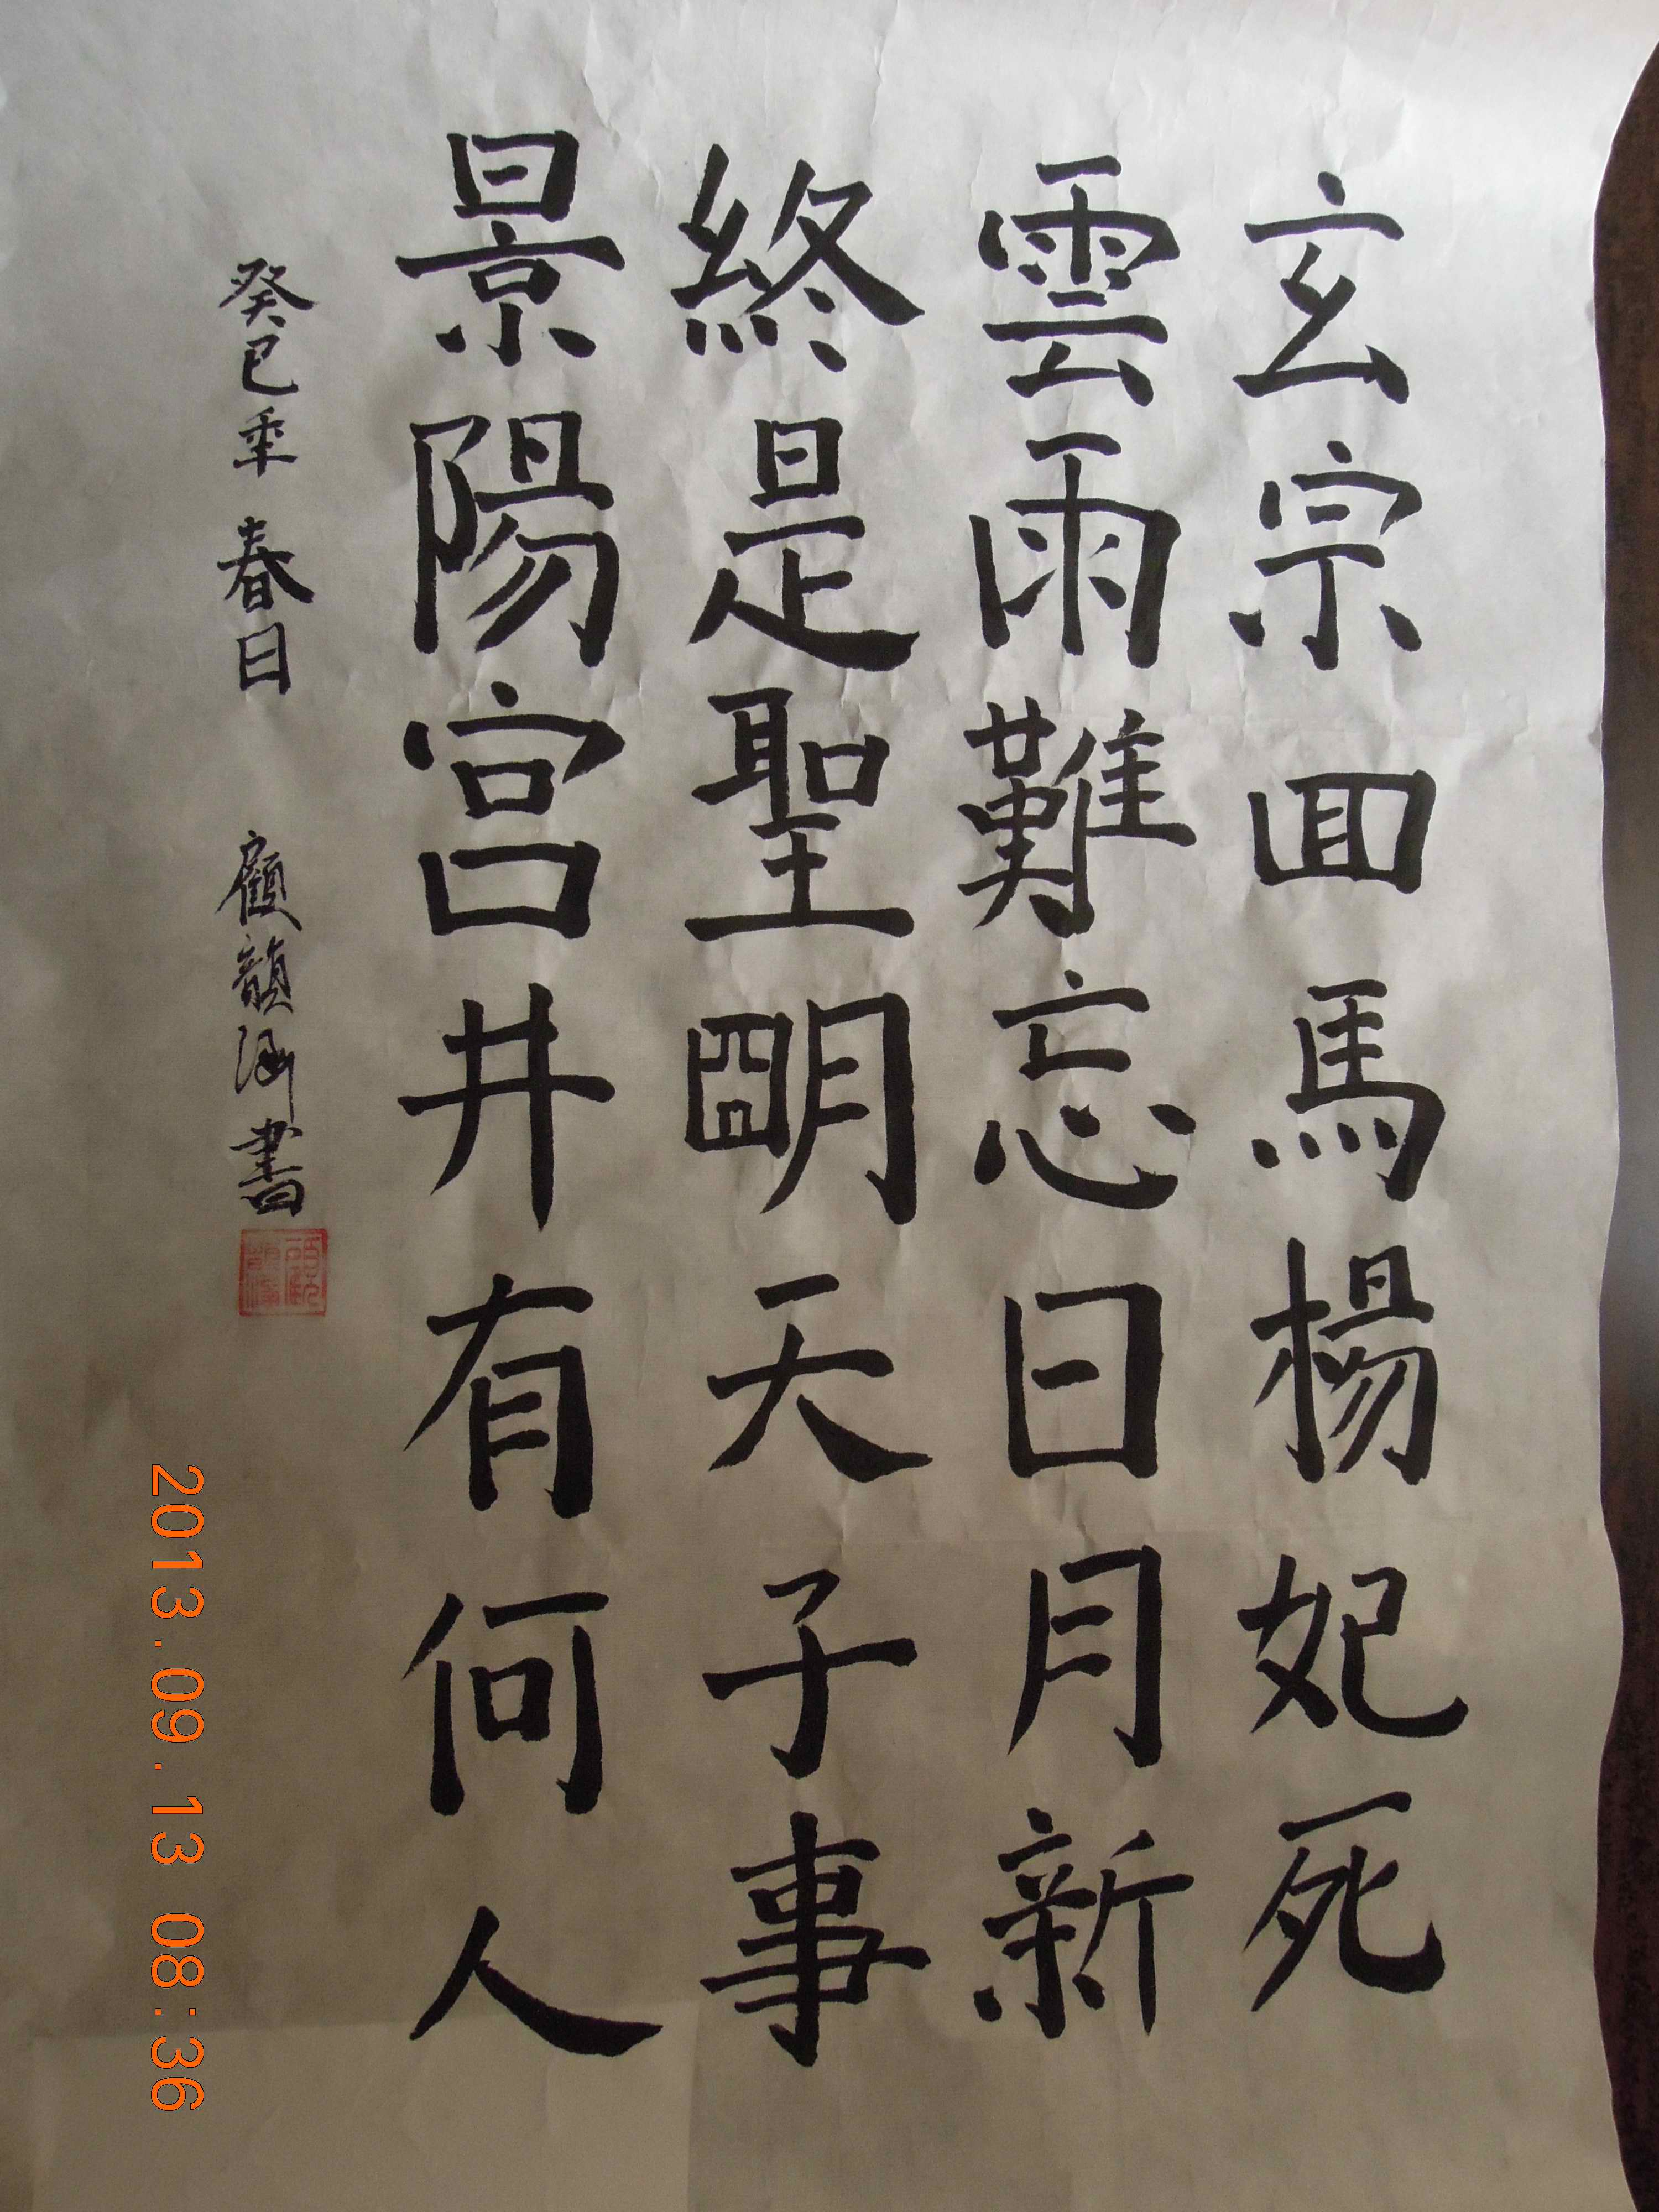 玄宗回馬楊妃死
雲雨難忘日月新
終是聖明天子事
景陽宮井有何人
癸巳年 春日 顧韻 書
2013.09.13 08:36